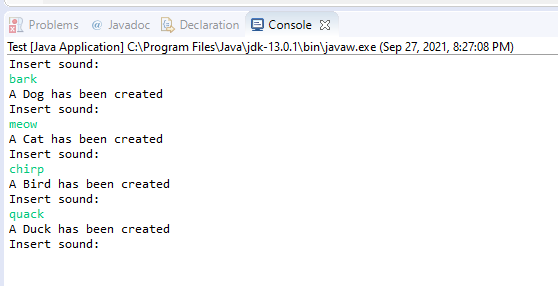 Problems @ Javadoc Declaration Console
Test [Java Application] C:\Program Files\Java\jdk-13.0.1\bin\javaw.exe (Sep 27, 2021, 8:27:08 PM)
Insert sound:
bark
A Dog has been created
Insert sound:
meow
A Cat has been created
Insert sound:
chirp
A Bird has been created
Insert sound:
quack
A Duck has been created
Insert sound: